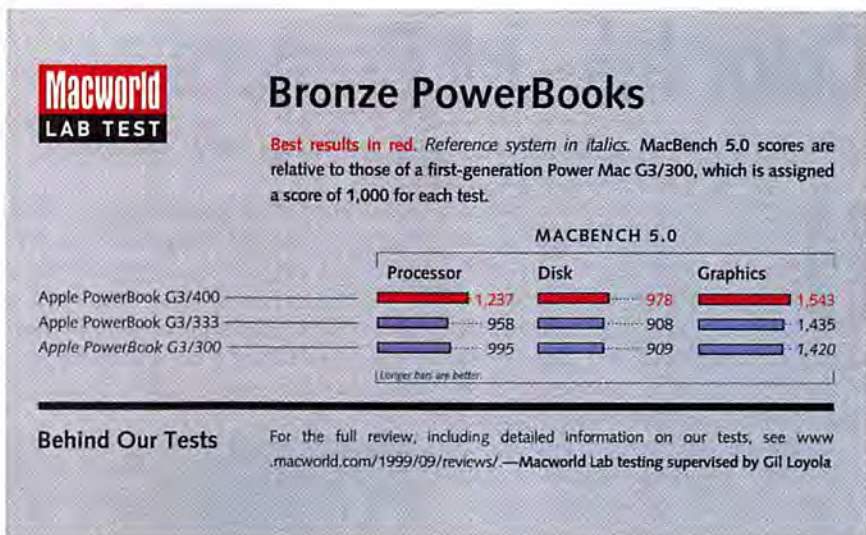 Macworld
LAB TEST
Bronze PowerBooks
Best results in red. Reference system in italics. MacBench 5.0 scores are
relative to those of a first-generation Power Mac G3/300, which is assigned
a score of 1,000 for each test.
MACBENCH 5.0
Processor Disk Graphics
Apple PowerBook G3/400 1,237 978 1,543
Apple PowerBook G3/333 958 908 1,435
Apple PowerBook G3/300 995 909 1,420
Longer bars are better.
Behind Our Tests
For the full review, including detailed information on our tests, see www
.macworld.com/1999/09/reviews/.—Macworld Lab testing supervised by Gil Loyola